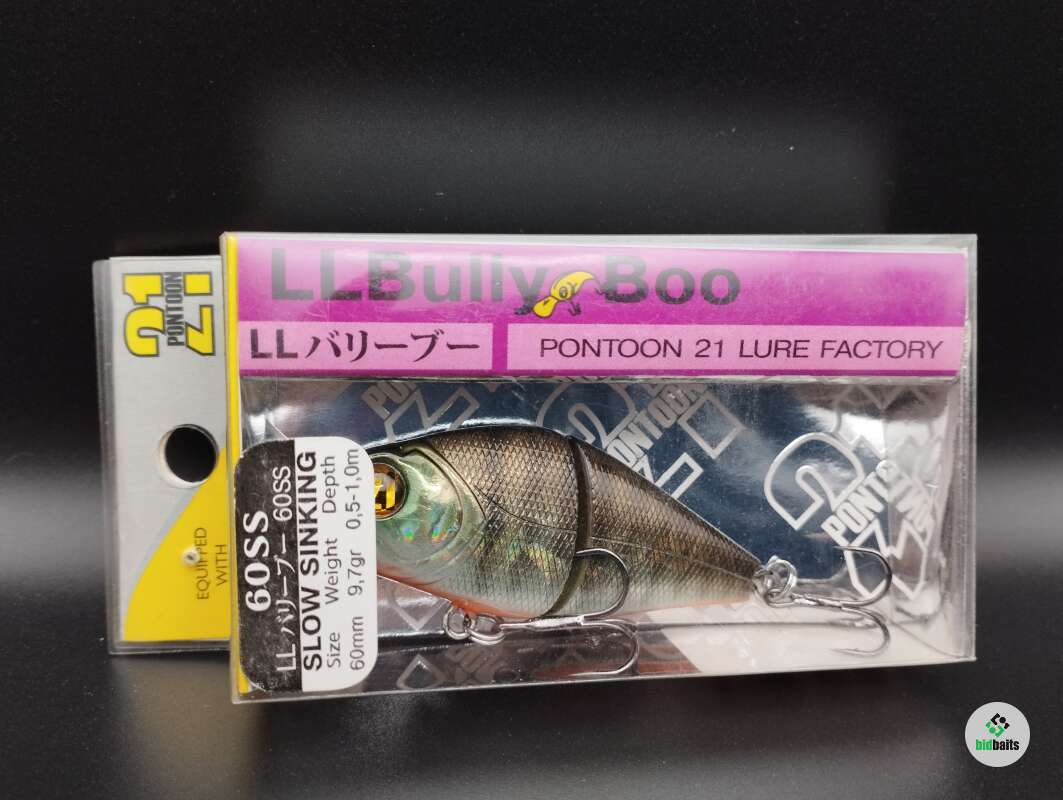 LLBully Boo
LLバリーブー
PONTOON 21 LURE FACTORY
21
PONTOON
EQUIPPED
WITH
60SS
LL バリーブー 60SS
SLOW SINKING
Size Weight Depth
60mm 9,7gr 0,5-1,0m
PONTOON
PONTOON
PONTOON
bidbaits